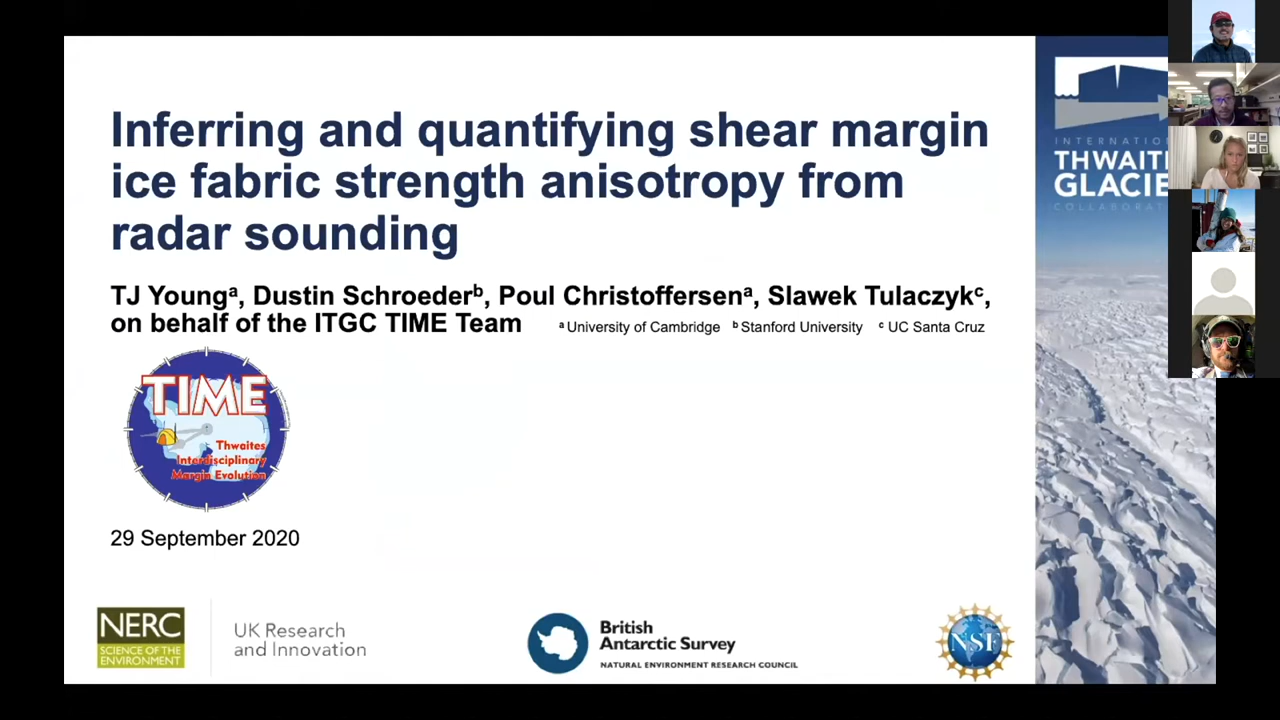 Inferring and quantifying shear margin
ice fabric strength anisotropy from
radar sounding
TJ Youngᵃ, Dustin Schroederᵇ, Poul Christoffersenᵃ, Slawek Tulaczykᶜ,
on behalf of the ITGC TIME Team ᵃ University of Cambridge ᵇ Stanford University ᶜ UC Santa Cruz
TIME
Thwaites
Interdisciplinary
Margin Evolution
29 September 2020
NERC
SCIENCE OF THE
ENVIRONMENT
UK Research
and Innovation
British
Antarctic Survey
NATURAL ENVIRONMENT RESEARCH COUNCIL
NSF
INTERNATION
THWAITE
GLACIE
COLLABORAT